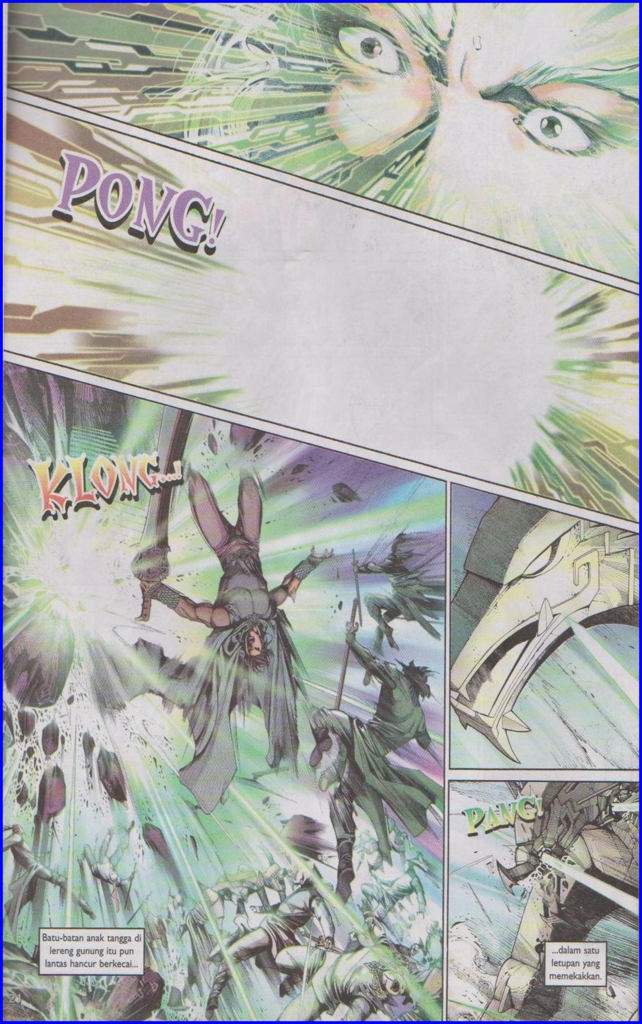 PONG!
KLONG...!
PANG!
Batu-batan anak tangga di
lereng gunung itu pun
lantas hancur berkecai...
...dalam satu
letupan yang
memekakkan.